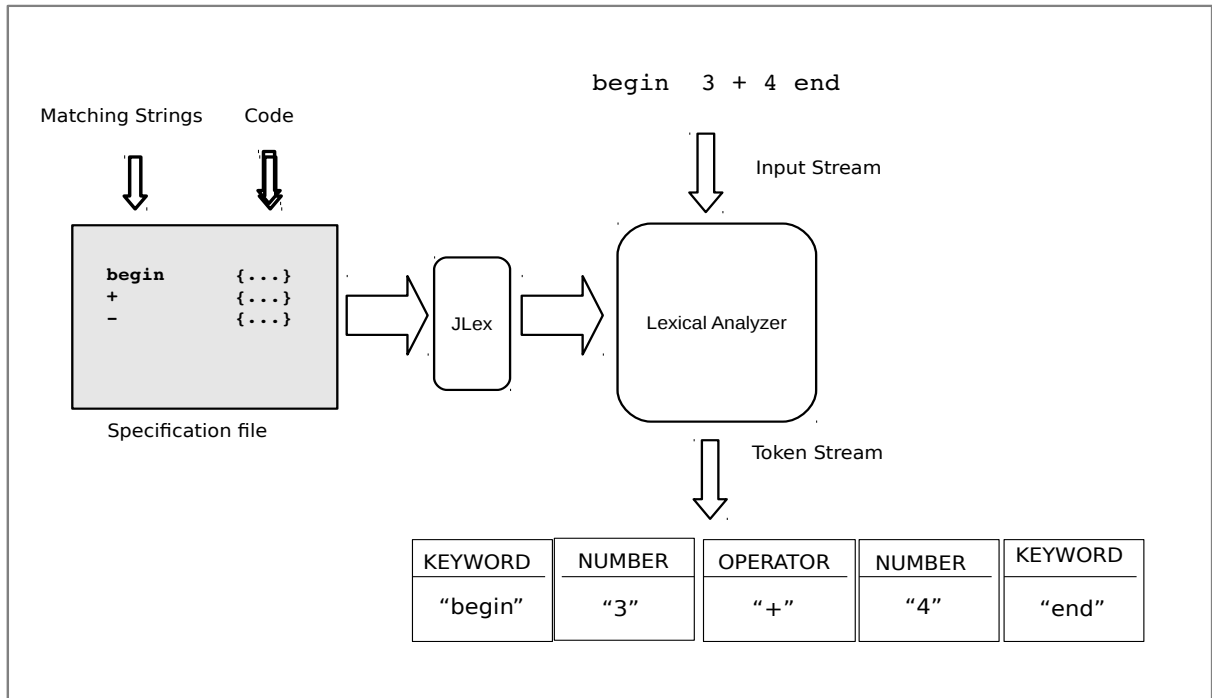 begin  3 + 4 end
Matching Strings Code
Input Stream
begin {...}
+ {...}
– {...}
JLex
Lexical Analyzer
Specification file
Token Stream
KEYWORD NUMBER OPERATOR NUMBER KEYWORD
“begin” “3” “+” “4” “end”